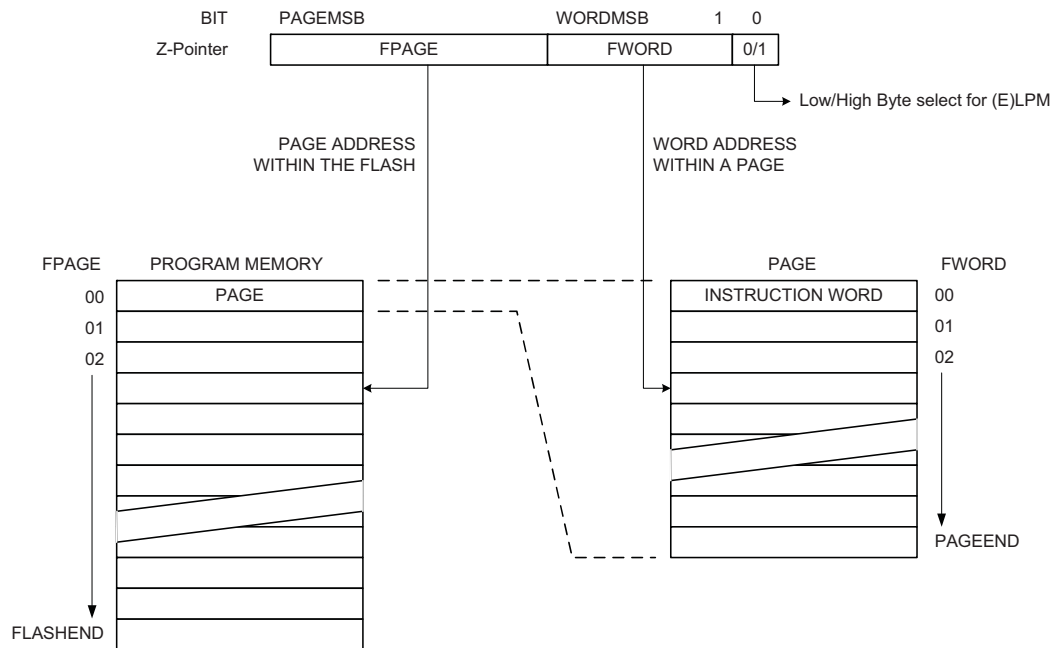 BIT PAGEMSB WORDMSB 1 0
Z-Pointer FPAGE FWORD 0/1
Low/High Byte select for (E)LPM
PAGE ADDRESS
WITHIN THE FLASH
WORD ADDRESS
WITHIN A PAGE
FPAGE PROGRAM MEMORY
00 PAGE
01
02
FLASHEND
PAGE FWORD
INSTRUCTION WORD 00
01
02
PAGEEND